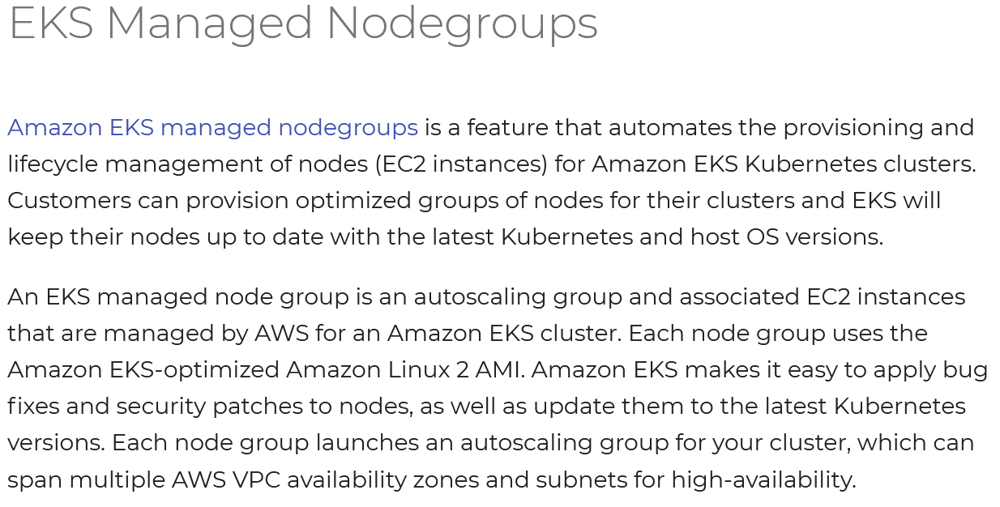 EKS Managed Nodegroups
Amazon EKS managed nodegroups is a feature that automates the provisioning and
lifecycle management of nodes (EC2 instances) for Amazon EKS Kubernetes clusters.
Customers can provision optimized groups of nodes for their clusters and EKS will
keep their nodes up to date with the latest Kubernetes and host OS versions.
An EKS managed node group is an autoscaling group and associated EC2 instances
that are managed by AWS for an Amazon EKS cluster. Each node group uses the
Amazon EKS-optimized Amazon Linux 2 AMI. Amazon EKS makes it easy to apply bug
fixes and security patches to nodes, as well as update them to the latest Kubernetes
versions. Each node group launches an autoscaling group for your cluster, which can
span multiple AWS VPC availability zones and subnets for high-availability.